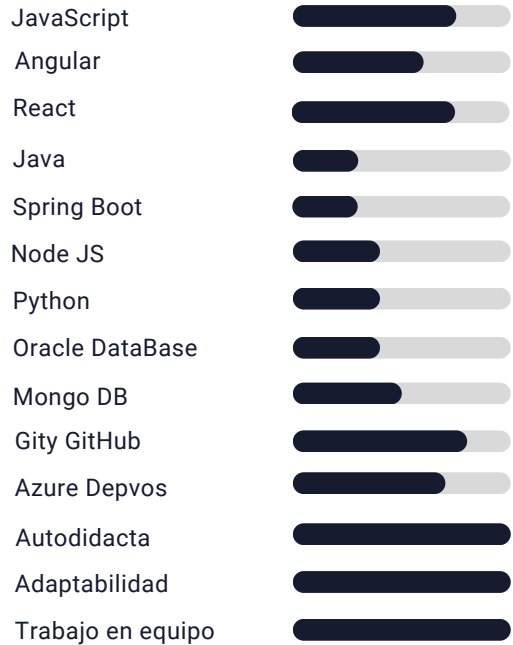 JavaScript
Angular
React
Java
Spring Boot
Node JS
Python
Oracle DataBase
Mongo DB
Gity GitHub
Azure Depvos
Autodidacta
Adaptabilidad
Trabajo en equipo